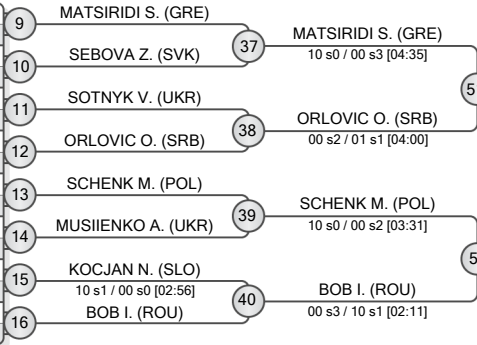 9
MATSIRIDI S. (GRE)
37
MATSIRIDI S. (GRE)
10 s0 / 00 s3 [04:35]
10
SEBOVA Z. (SVK)
5
11
SOTNYK V. (UKR)
38
ORLOVIC O. (SRB)
00 s2 / 01 s1 [04:00]
12
ORLOVIC O. (SRB)
13
SCHENK M. (POL)
39
SCHENK M. (POL)
10 s0 / 00 s2 [03:31]
14
MUSIIENKO A. (UKR)
5
15
KOCJAN N. (SLO)
10 s1 / 00 s0 [02:56]
40
BOB I. (ROU)
00 s3 / 10 s1 [02:11]
16
BOB I. (ROU)